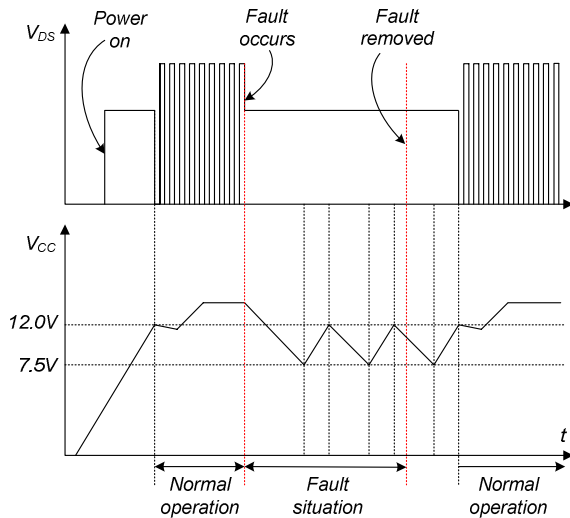 Power
on
Fault
occurs
Fault
removed
VDS
VCC
12.0V
7.5V
t
Normal
operation
Fault
situation
Normal
operation